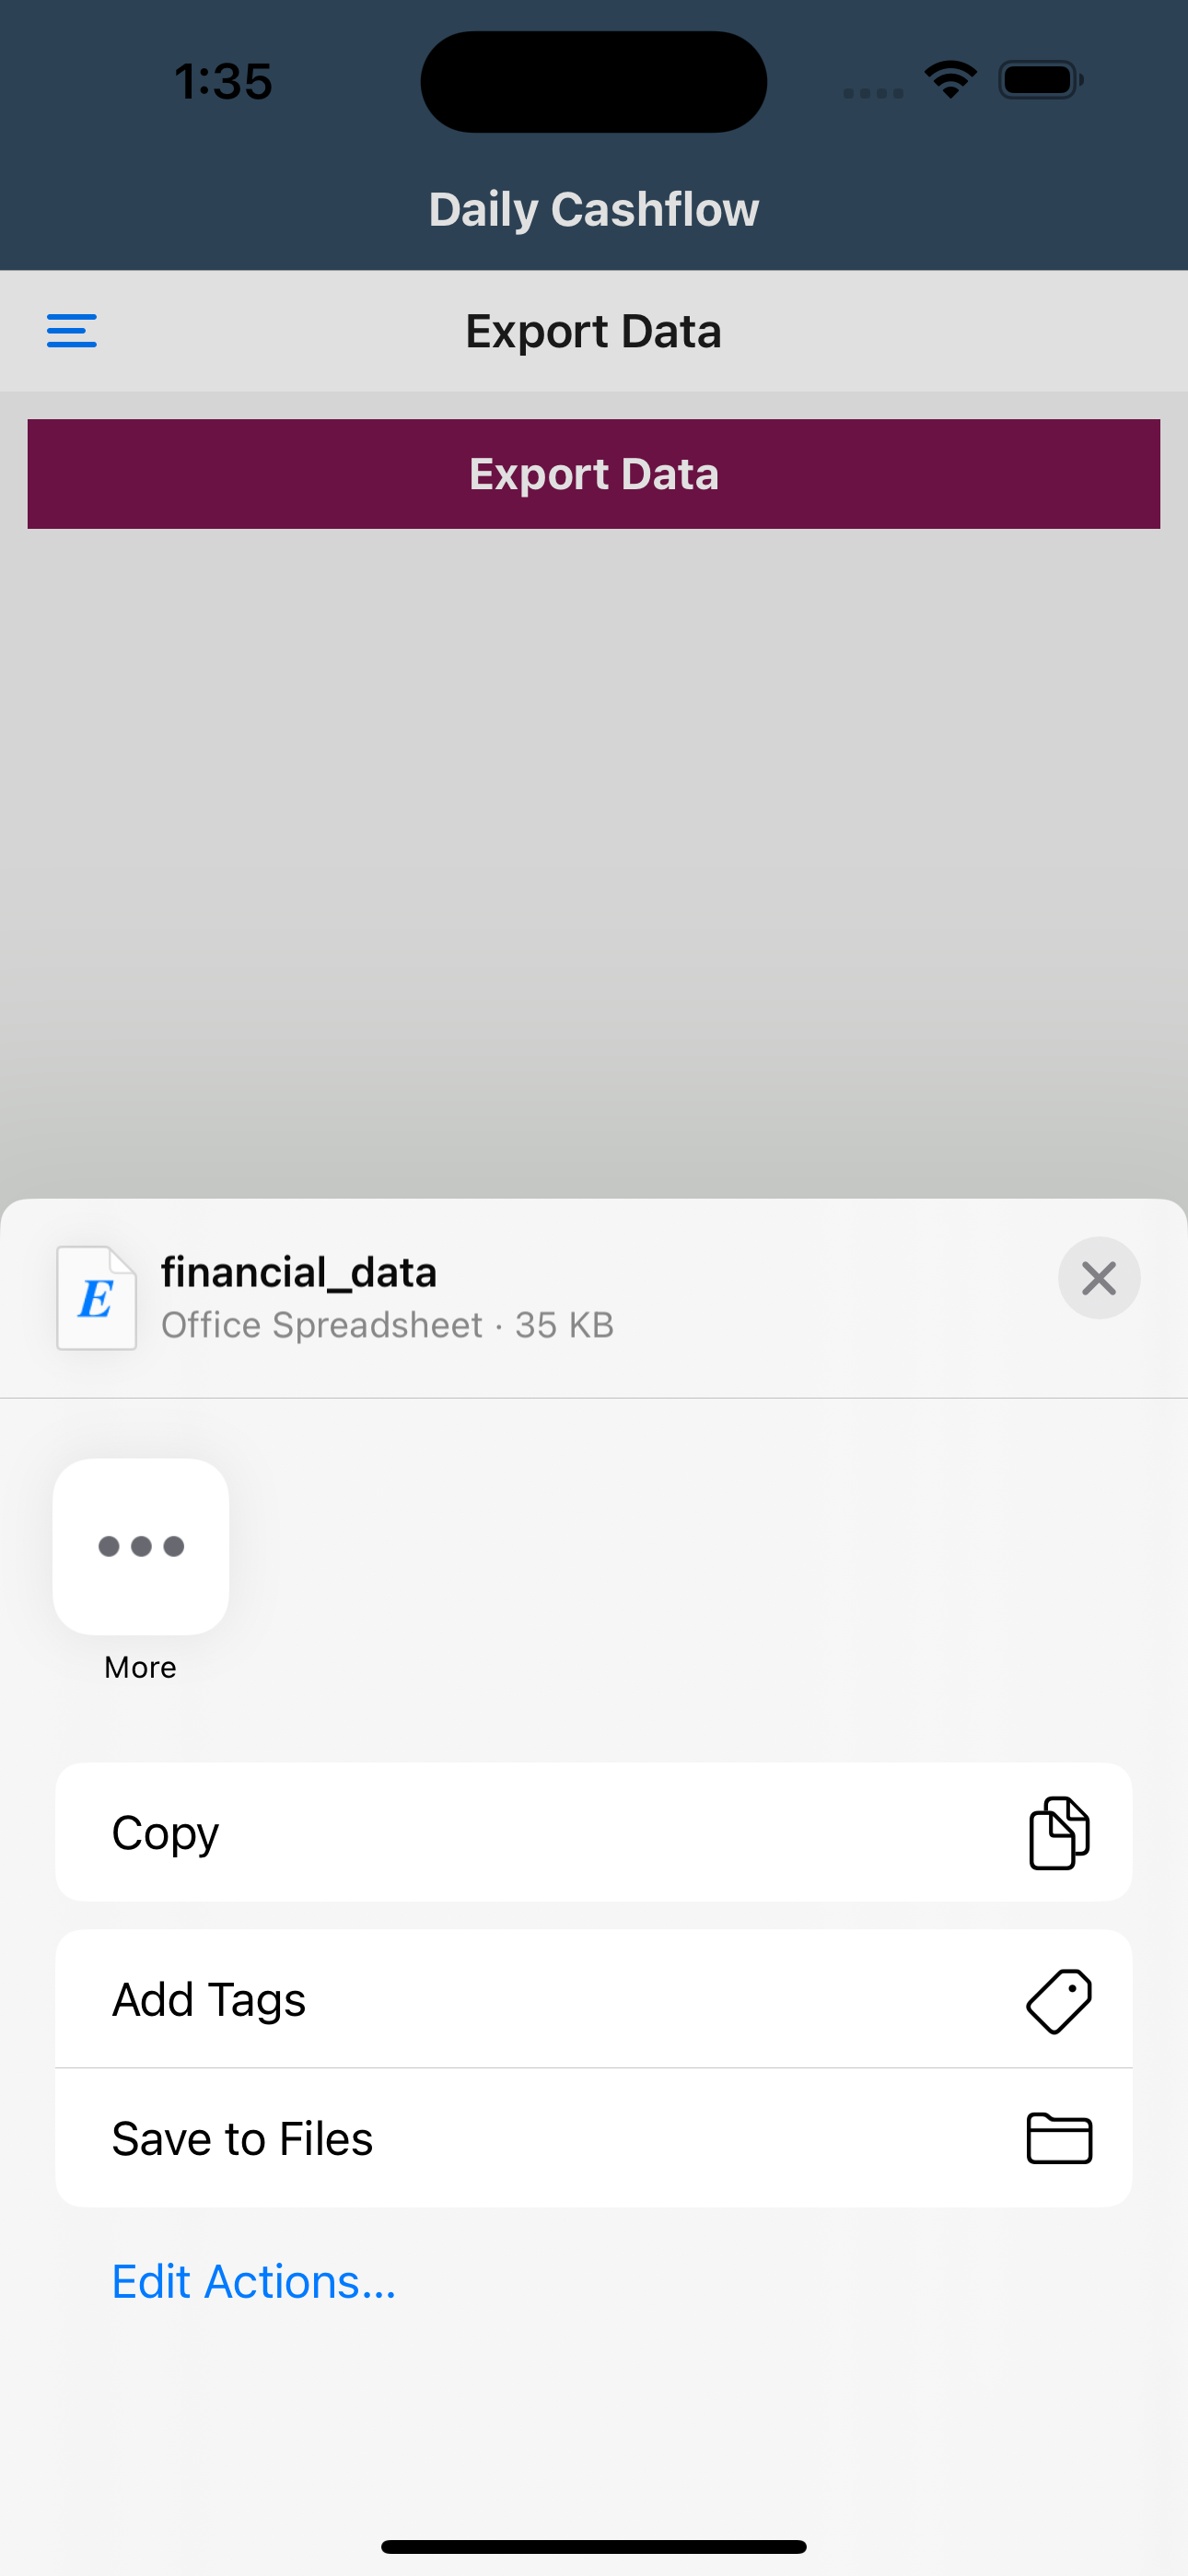 1:35
Daily Cashflow
Export Data
Export Data
E
financial_data
Office Spreadsheet · 35 KB
More
Copy
Add Tags
Save to Files
Edit Actions...